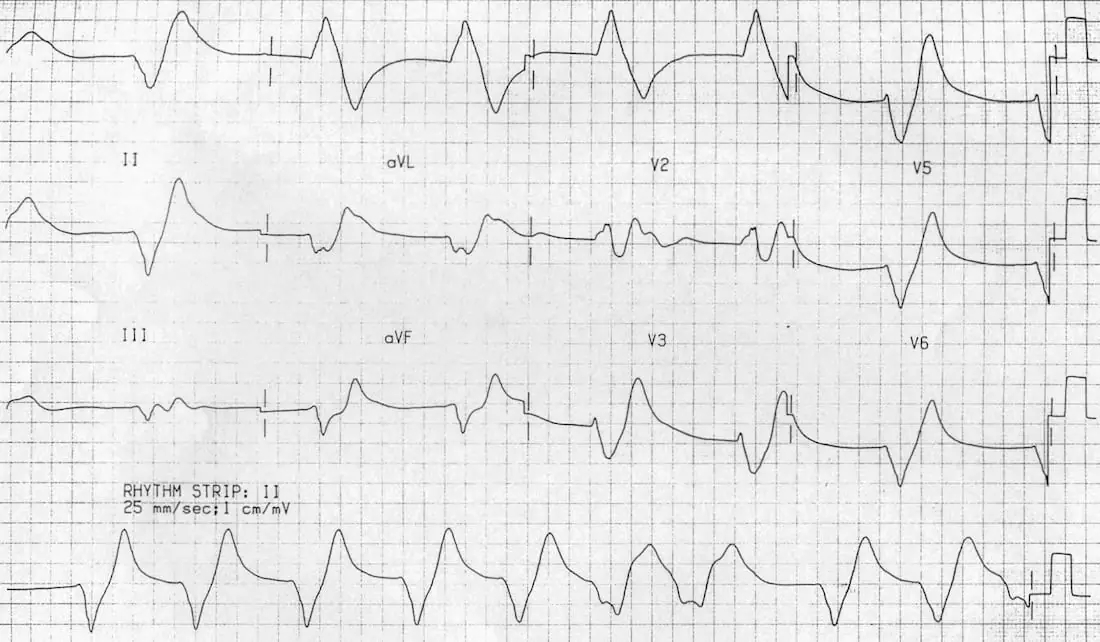 II aVL V2 V5
III aVF V3 V6
RHYTHM STRIP: II
25 mm/sec;1 cm/mV